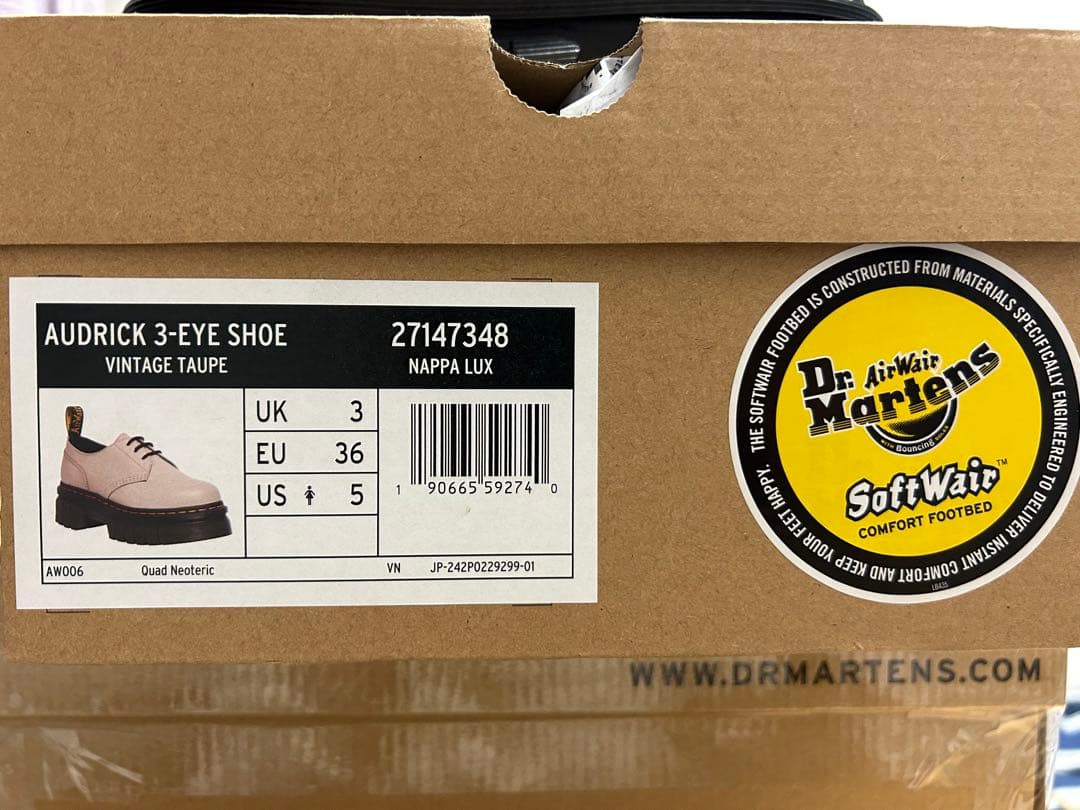 AUDRICK 3-EYE SHOE
VINTAGE TAUPE
27147348
NAPPA LUX
UK 3
EU 36
US 5
1 90665 59274 0
AW006 Quad Neoteric VN JP-242P0229299-01
THE SOFTWAIR FOOTBED IS CONSTRUCTED FROM MATERIALS SPECIFICALLY ENGINEERED TO DELIVER INSTANT COMFORT AND KEEP YOUR FEET HAPPY.
Dr. AirWair
Martens
WITH Bouncing SOLES
SoftWair™
COMFORT FOOTBED
WWW.DRMARTENS.COM